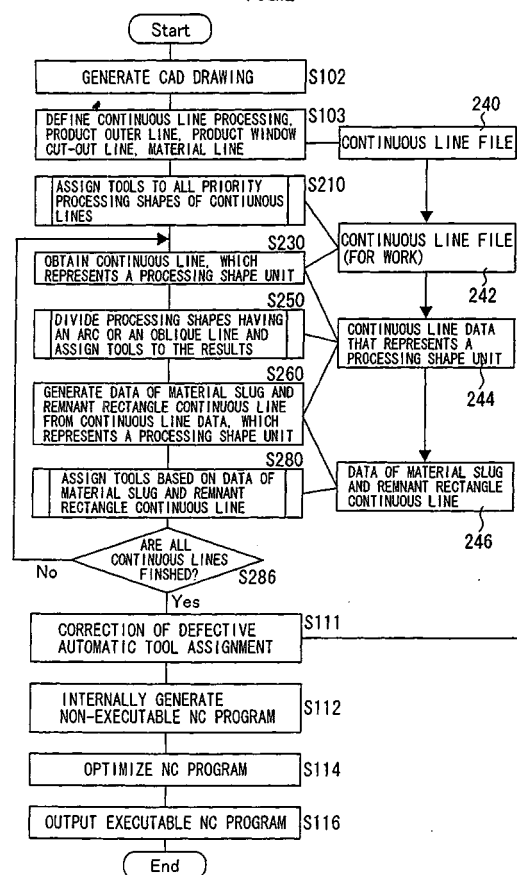 Start
GENERATE CAD DRAWING
S102
DEFINE CONTINUOUS LINE PROCESSING,
PRODUCT OUTER LINE, PRODUCT WINDOW
CUT-OUT LINE, MATERIAL LINE
S103
240
CONTINUOUS LINE FILE
ASSIGN TOOLS TO ALL PRIORITY
PROCESSING SHAPES OF CONTIUNOUS
LINES
S210
CONTINUOUS LINE FILE
(FOR WORK)
242
S230
OBTAIN CONTINUOUS LINE, WHICH
REPRESENTS A PROCESSING SHAPE UNIT
S250
DIVIDE PROCESSING SHAPES HAVING
AN ARC OR AN OBLIQUE LINE AND
ASSIGN TOOLS TO THE RESULTS
CONTINUOUS LINE DATA
THAT REPRESENTS A
PROCESSING SHAPE UNIT
244
S260
GENERATE DATA OF MATERIAL SLUG AND
REMNANT RECTANGLE CONTINUOUS LINE
FROM CONTINUOUS LINE DATA, WHICH
REPRESENTS A PROCESSING SHAPE UNIT
S280
ASSIGN TOOLS BASED ON DATA OF
MATERIAL SLUG AND REMNANT
RECTANGLE CONTINUOUS LINE
DATA OF MATERIAL SLUG
AND REMNANT RECTANGLE
CONTINUOUS LINE
246
ARE ALL
CONTINUOUS LINES
FINSHED?
S286
No
Yes
CORRECTION OF DEFECTIVE
AUTOMATIC TOOL ASSIGNMENT
S111
INTERNALLY GENERATE
NON-EXECUTABLE NC PROGRAM
S112
OPTIMIZE NC PROGRAM
S114
OUTPUT EXECUTABLE NC PROGRAM
S116
End